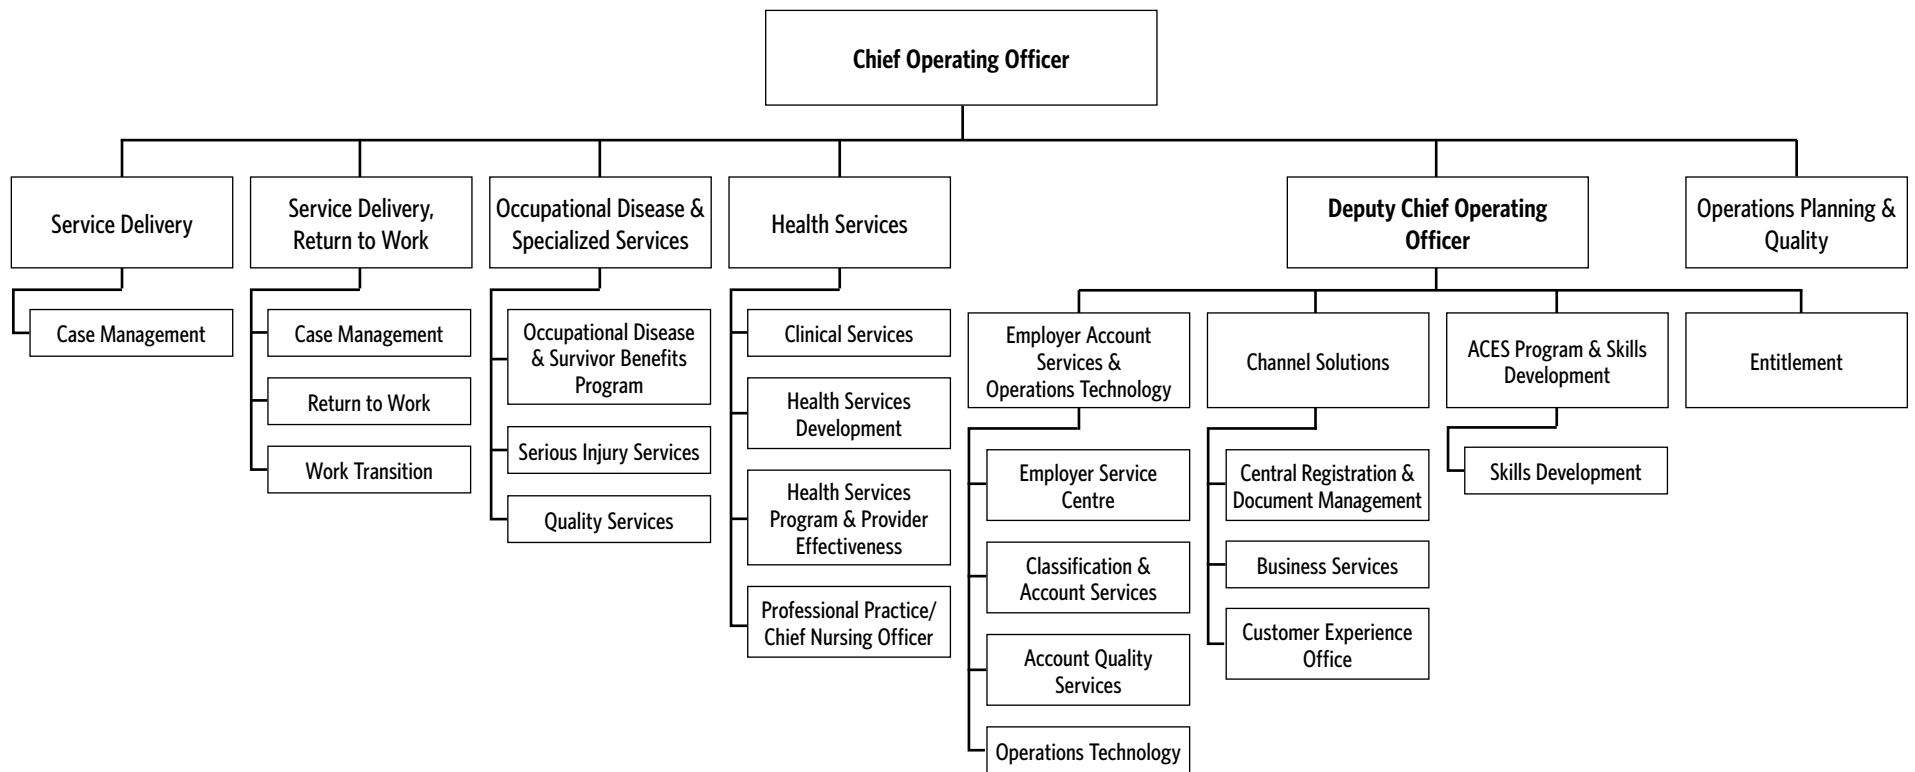 Chief Operating Officer
Service Delivery
Service Delivery,
Return to Work
Occupational Disease &
Specialized Services
Health Services
Deputy Chief Operating
Officer
Operations Planning &
Quality
Case Management
Case Management
Return to Work
Work Transition
Occupational Disease
& Survivor Benefits
Program
Serious Injury Services
Quality Services
Clinical Services
Health Services
Development
Health Services
Program & Provider
Effectiveness
Professional Practice/
Chief Nursing Officer
Employer Account
Services &
Operations Technology
Channel Solutions
ACES Program & Skills
Development
Entitlement
Employer Service
Centre
Classification &
Account Services
Account Quality
Services
Operations Technology
Central Registration &
Document Management
Business Services
Customer Experience
Office
Skills Development